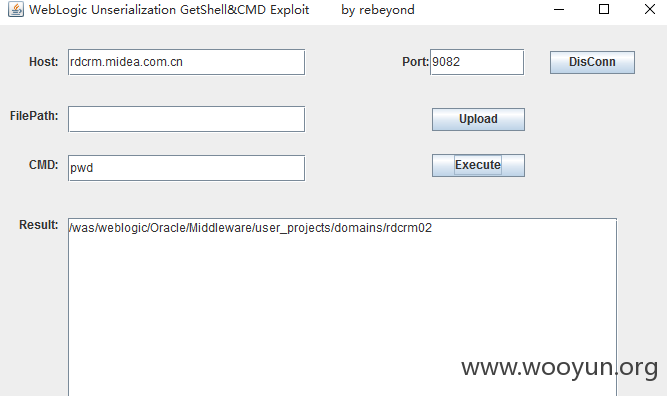 WebLogic Unserialization GetShell&CMD Exploit by rebeyond
Host: rdcrm.midea.com.cn Port: 9082 DisConn
FilePath: Upload
CMD: pwd Execute
Result: /was/weblogic/Oracle/Middleware/user_projects/domains/rdcrm02
www.wooyun.org